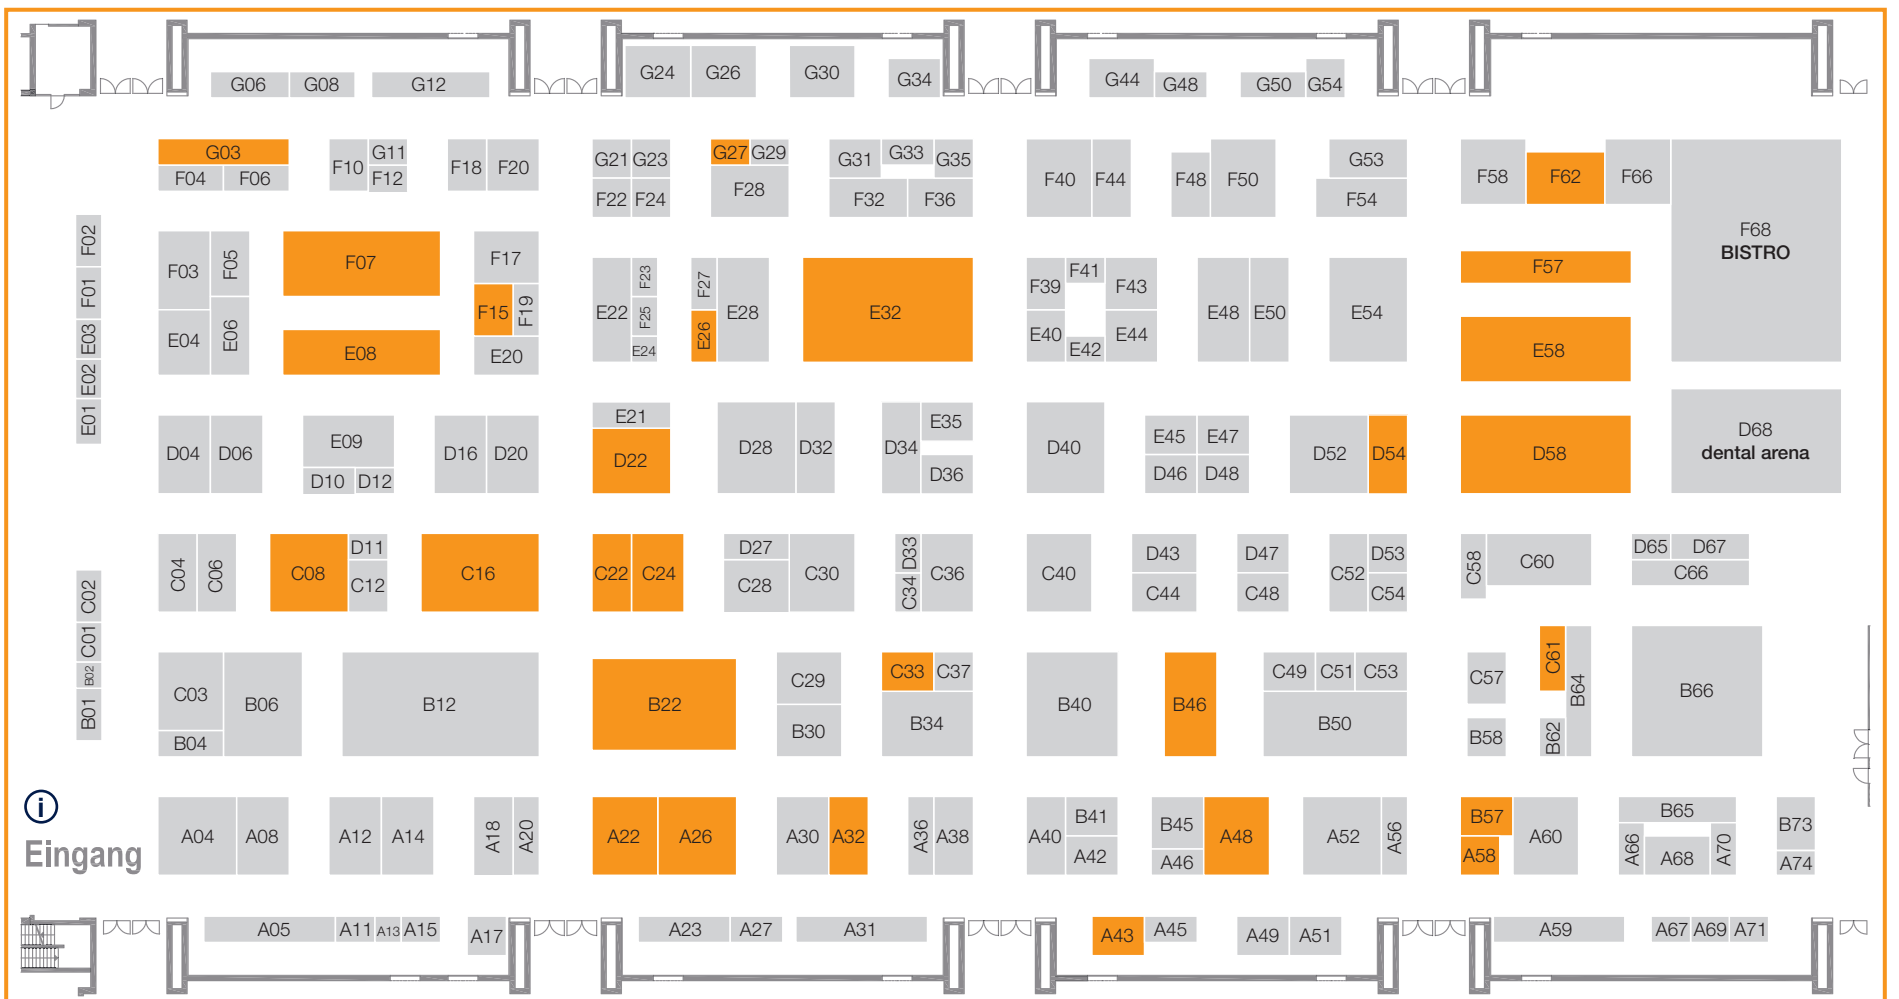 G06 G08 G12 G24 G26 G30 G34 G44 G48 G50 G54
G03 G11 G21 G23 G27 G29 G31 G33 G35 G53
F04 F06 F10 F12 F18 F20 F22 F24 F28 F32 F36 F40 F44 F48 F50 F54 F58 F62 F66
F68
BISTRO
F02 F01 E03 E02 E01
F03 F05 F07 F17 F15 F19 F23 F25 F27 F39 F41 F43 F57
E04 E06 E08 E20 E22 E24 E26 E28 E32 E40 E42 E44 E48 E50 E54 E58
E09 E21 E35 E45 E47
D04 D06 D10 D12 D16 D20 D22 D28 D32 D34 D36 D40 D46 D48 D52 D54 D58
D68
dental arena
D11 D27 D33 D43 D47 D53 D65 D67
C04 C06 C08 C12 C16 C22 C24 C28 C30 C34 C36 C40 C44 C48 C52 C54 C58 C60 C66
C02 C01 B02 B01
C03 C29 C33 C37 C49 C51 C53 C57 C61
B04 B06 B12 B22 B30 B34 B40 B46 B50 B58 B62 B64 B66
i
Eingang
B41 B45 B57 B65 B73
A04 A08 A12 A14 A18 A20 A22 A26 A30 A32 A36 A38 A40 A42 A46 A48 A52 A56 A58 A60 A66 A68 A70 A74
A05 A11 A13 A15 A17 A23 A27 A31 A43 A45 A49 A51 A59 A67 A69 A71